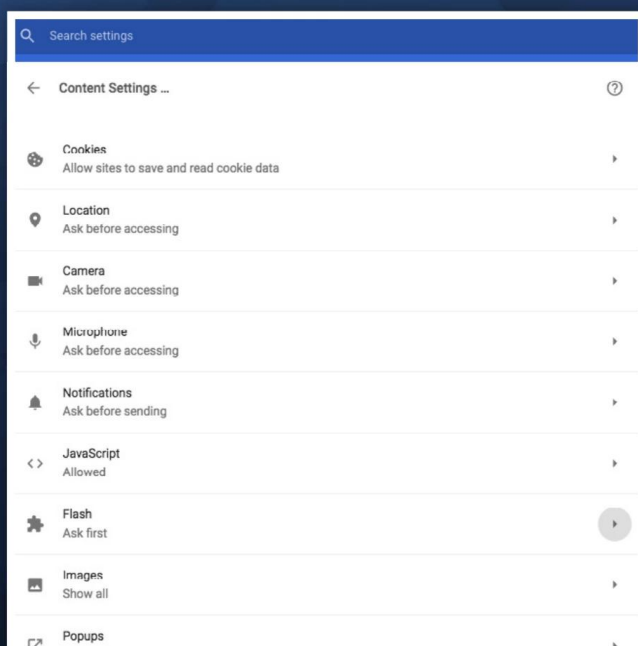 Search settings
Content Settings ...
Cookies
Allow sites to save and read cookie data
Location
Ask before accessing
Camera
Ask before accessing
Microphone
Ask before accessing
Notifications
Ask before sending
JavaScript
Allowed
Flash
Ask first
Images
Show all
Popups